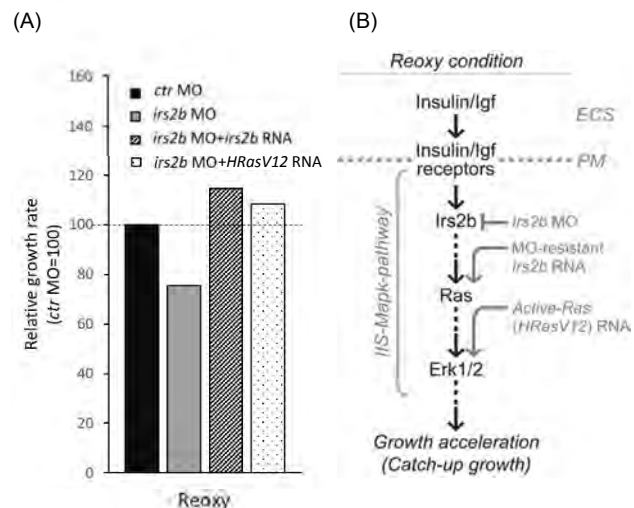 (A)
160
140
120
100
80
60
40
20
0
Relative growth rate
(ctr MO=100)
ctr MO
irs2b MO
irs2b MO+irs2b RNA
irs2b MO+HRasV12 RNA
Reoxy
(B)
Reoxy condition
Insulin/Igf
ECS
Insulin/Igf
receptors
PM
IIS-Mapk-pathway
Irs2b
Irs2b MO
MO-resistant
Irs2b RNA
Ras
Active-Ras
(HRasV12) RNA
Erk1/2
Growth acceleration
(Catch-up growth)